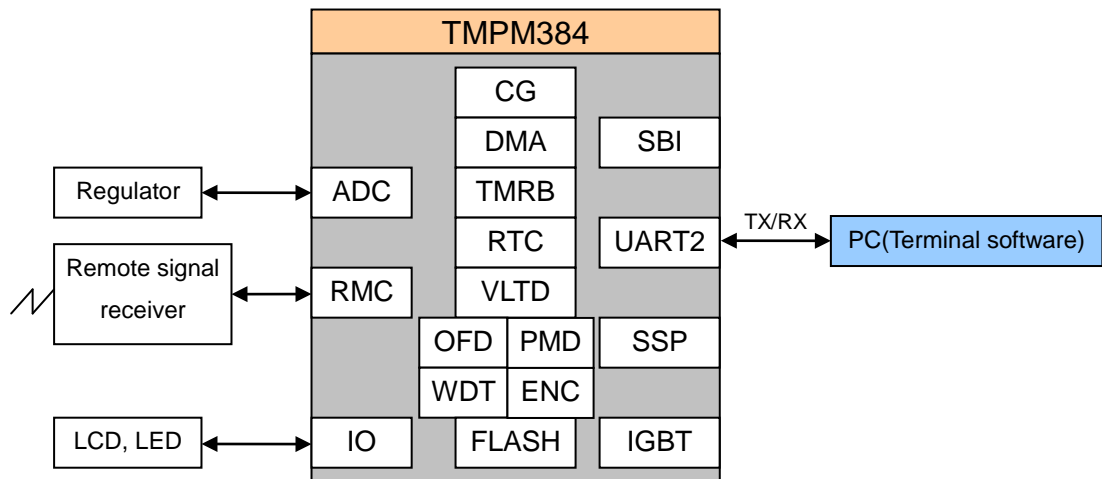 TMPM384
CG
DMA
SBI
Regulator
ADC
TMRB
RTC
UART2
TX/RX
PC(Terminal software)
Remote signal
receiver
RMC
VLTD
OFD
PMD
SSP
WDT
ENC
LCD, LED
IO
FLASH
IGBT